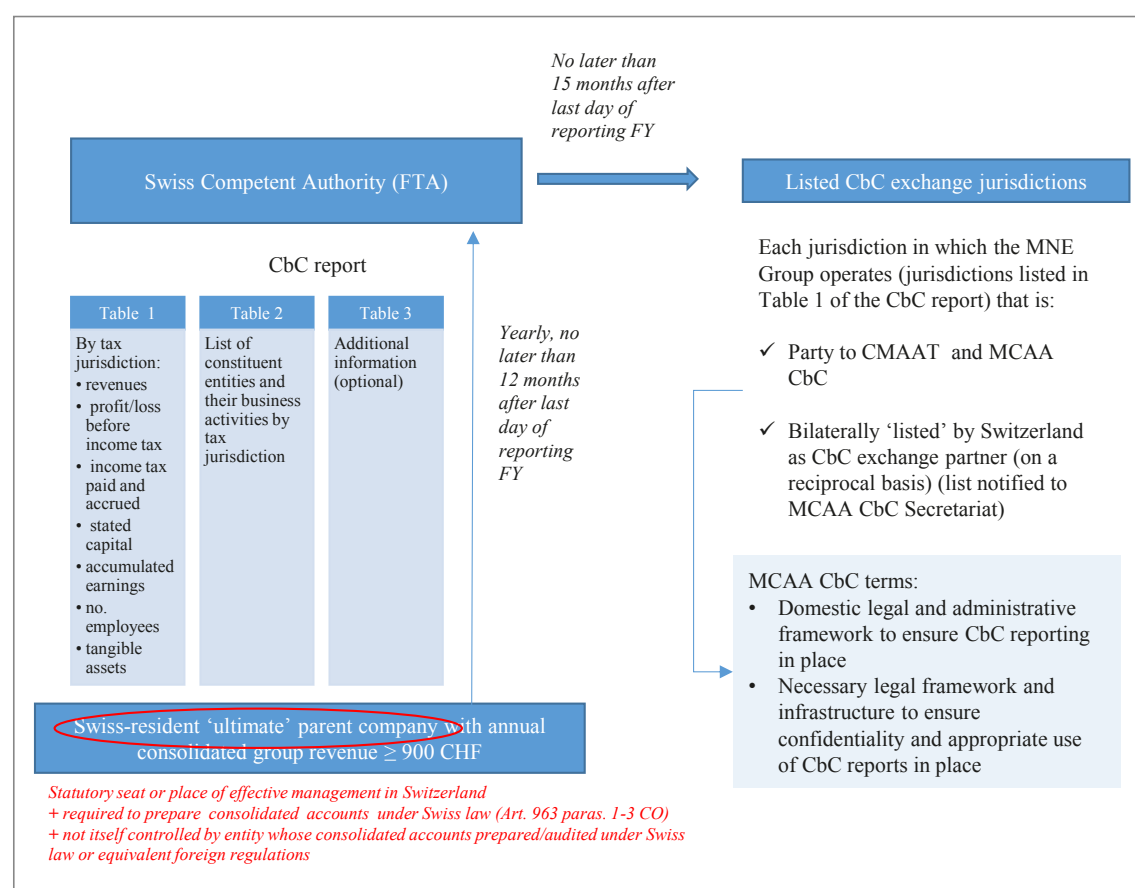 No later than
15 months after
last day of
reporting FY
Swiss Competent Authority (FTA)
Listed CbC exchange jurisdictions
CbC report
Table 1
By tax
jurisdiction:
• revenues
• profit/loss
before
income tax
• income tax
paid and
accrued
• stated
capital
• accumulated
earnings
• no.
employees
• tangible
assets
Table 2
List of
constituent
entities and
their business
activities by
tax
jurisdiction
Table 3
Additional
information
(optional)
Yearly, no
later than
12 months
after last
day of
reporting
FY
Each jurisdiction in which the MNE
Group operates (jurisdictions listed in
Table 1 of the CbC report) that is:
✓ Party to CMAAT and MCAA
CbC
✓ Bilaterally ‘listed’ by Switzerland
as CbC exchange partner (on a
reciprocal basis) (list notified to
MCAA CbC Secretariat)
MCAA CbC terms:
• Domestic legal and administrative
framework to ensure CbC reporting
in place
• Necessary legal framework and
infrastructure to ensure
confidentiality and appropriate use
of CbC reports in place
Swiss-resident ‘ultimate’ parent company with annual
consolidated group revenue ≥ 900 CHF
Statutory seat or place of effective management in Switzerland
+ required to prepare consolidated accounts under Swiss law (Art. 963 paras. 1-3 CO)
+ not itself controlled by entity whose consolidated accounts prepared/audited under Swiss
law or equivalent foreign regulations